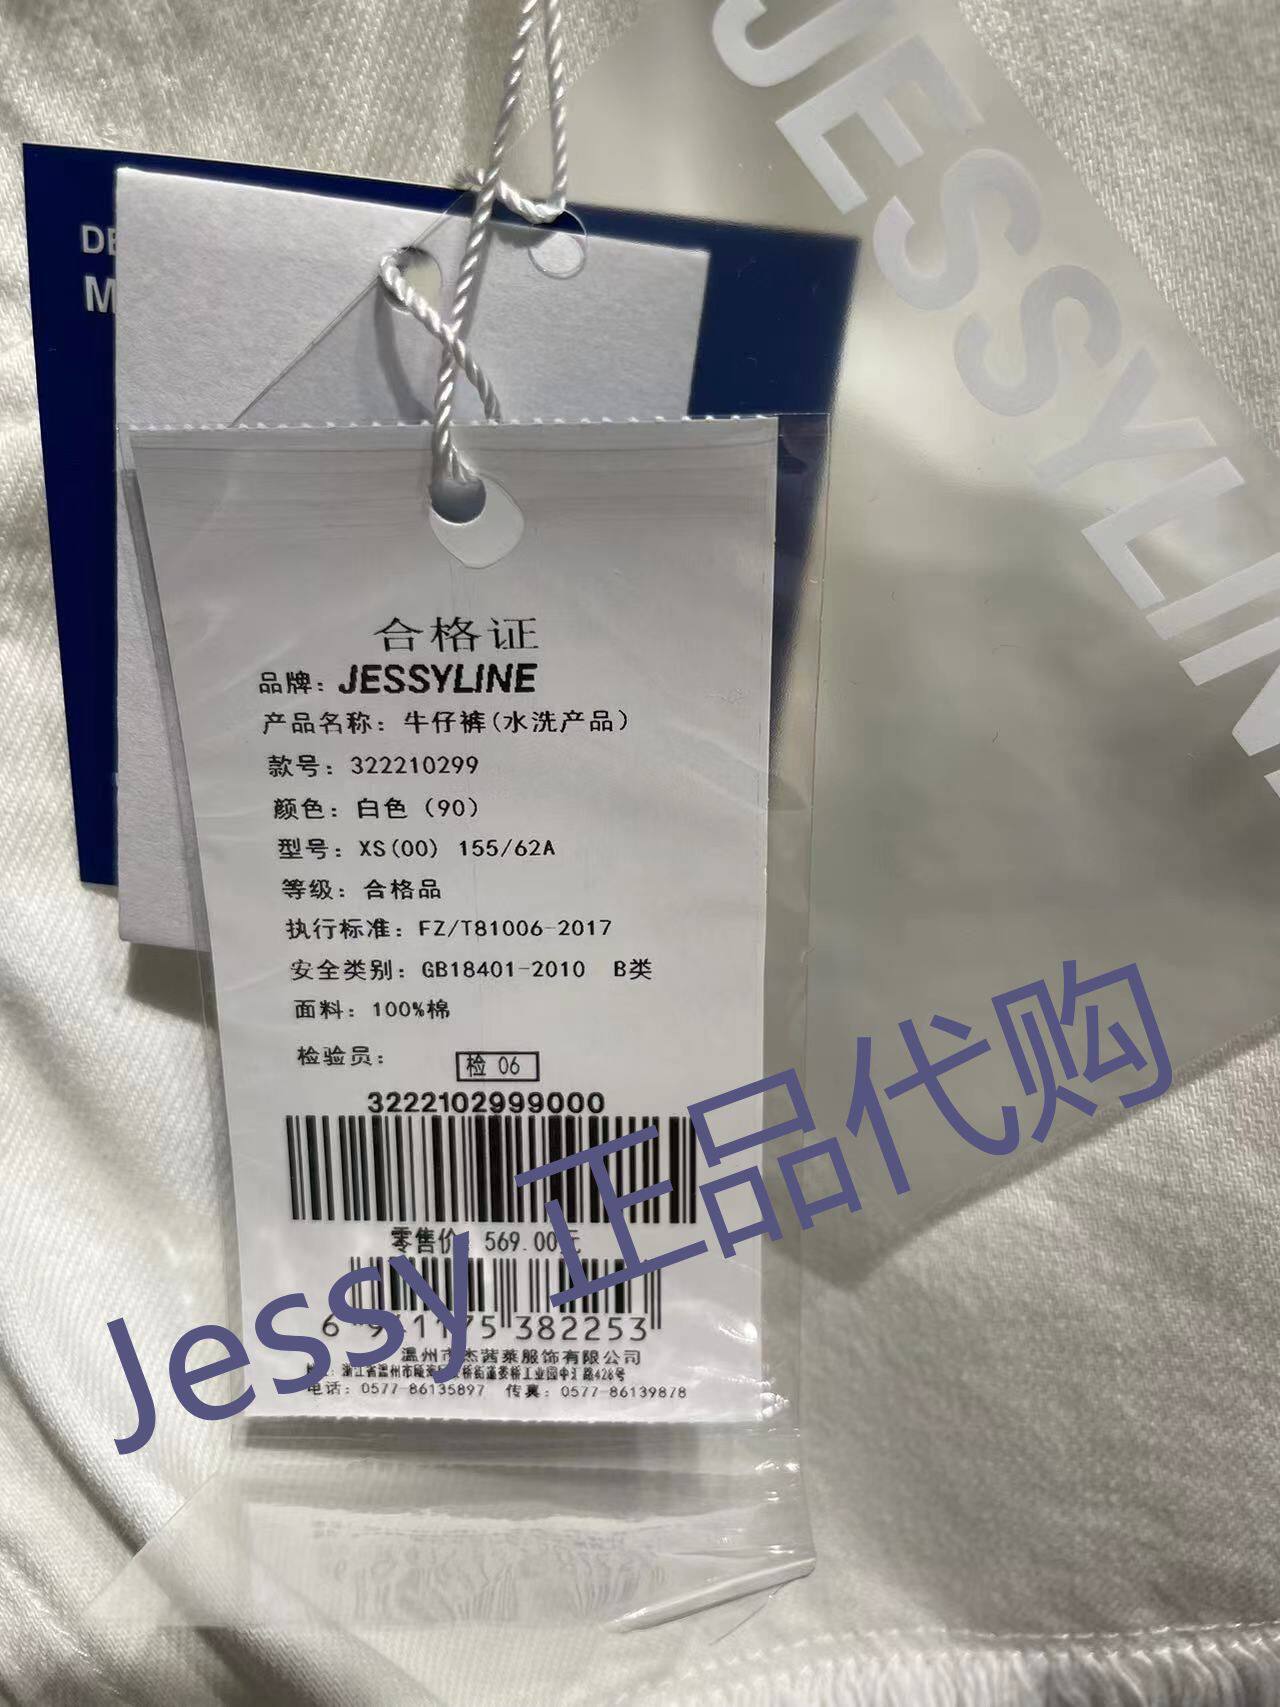 JESSYLIN
DE
M
合格证
品牌：JESSYLINE
产品名称：牛仔裤(水洗产品)
款号：322210299
颜色：白色（90）
型号：XS(00) 155/62A
等级：合格品
执行标准：FZ/T81006-2017
安全类别：GB18401-2010 B类
面料：100%棉
检验员：
检 06
3222102999000
零售价 569.00元
6 941175 382253
温州市杰茜莱服饰有限公司
电话：0577-86135897 传真：0577-86139878
Jessy 正品代购